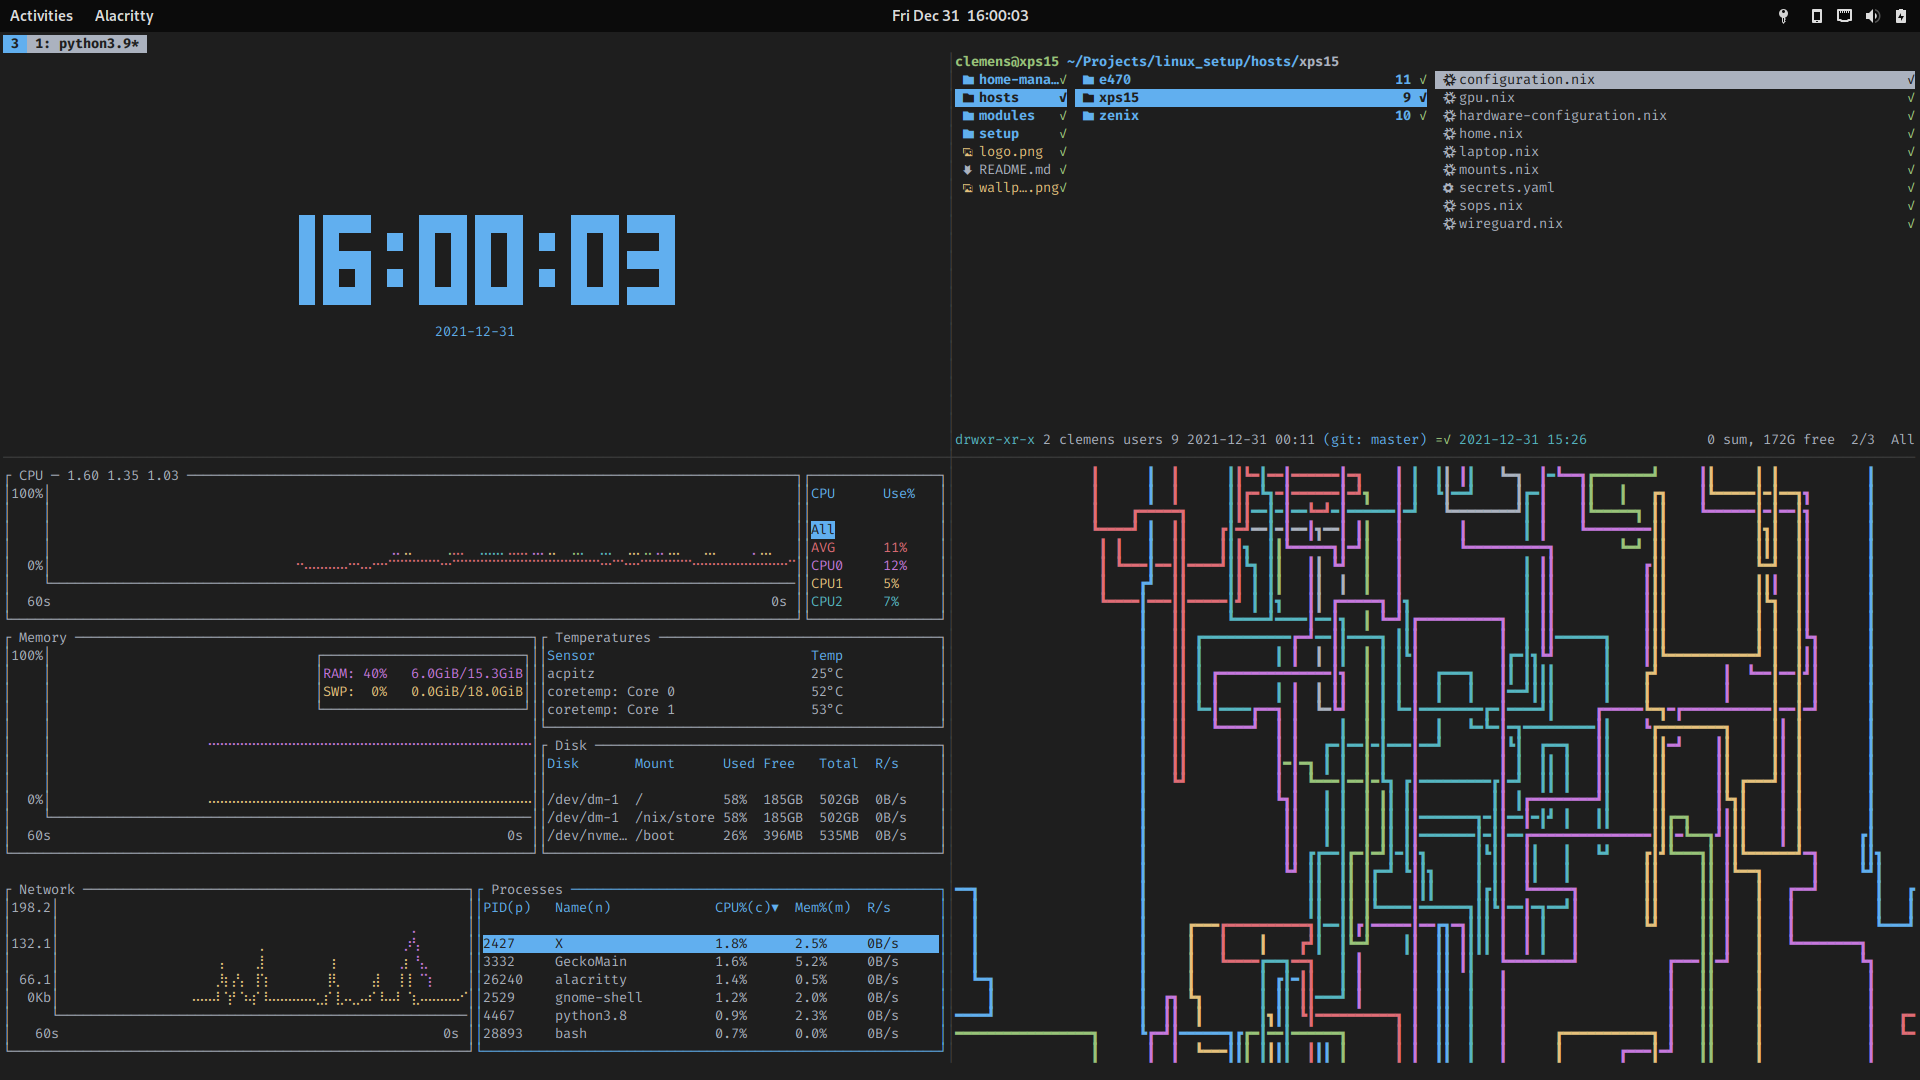 Activities Alacritty Fri Dec 31 16:00:03
3 1: python3.9*
16:00:03
2021-12-31
clemens@xps15 ~/Projects/linux_setup/hosts/xps15
home-mana…√ e470 11 √ configuration.nix √
hosts √ xps15 9 √ gpu.nix √
modules √ zenix 10 √ hardware-configuration.nix √
setup √ home.nix √
logo.png √ laptop.nix √
README.md √ mounts.nix √
wallp….png√ secrets.yaml √
sops.nix √
wireguard.nix √
drwxr-xr-x 2 clemens users 9 2021-12-31 00:11 (git: master) =√ 2021-12-31 15:26 0 sum, 172G free 2/3 All
CPU — 1.60 1.35 1.03
100%
0%
60s 0s
CPU Use%
All
AVG 11%
CPU0 12%
CPU1 5%
CPU2 7%
Memory
100%
RAM: 40% 6.0GiB/15.3GiB
SWP: 0% 0.0GiB/18.0GiB
0%
60s 0s
Temperatures
Sensor Temp
acpitz 25°C
coretemp: Core 0 52°C
coretemp: Core 1 53°C
Disk
Disk Mount Used Free Total R/s
/dev/dm-1 / 58% 185GB 502GB 0B/s
/dev/dm-1 /nix/store 58% 185GB 502GB 0B/s
/dev/nvme… /boot 26% 396MB 535MB 0B/s
Network
198.2
132.1
66.1
0Kb
60s 0s
Processes
PID(p) Name(n) CPU%(c)▼ Mem%(m) R/s
2427 X 1.8% 2.5% 0B/s
3332 GeckoMain 1.6% 5.2% 0B/s
26240 alacritty 1.4% 0.5% 0B/s
2529 gnome-shell 1.2% 2.0% 0B/s
4467 python3.8 0.9% 2.3% 0B/s
28893 bash 0.7% 0.0% 0B/s